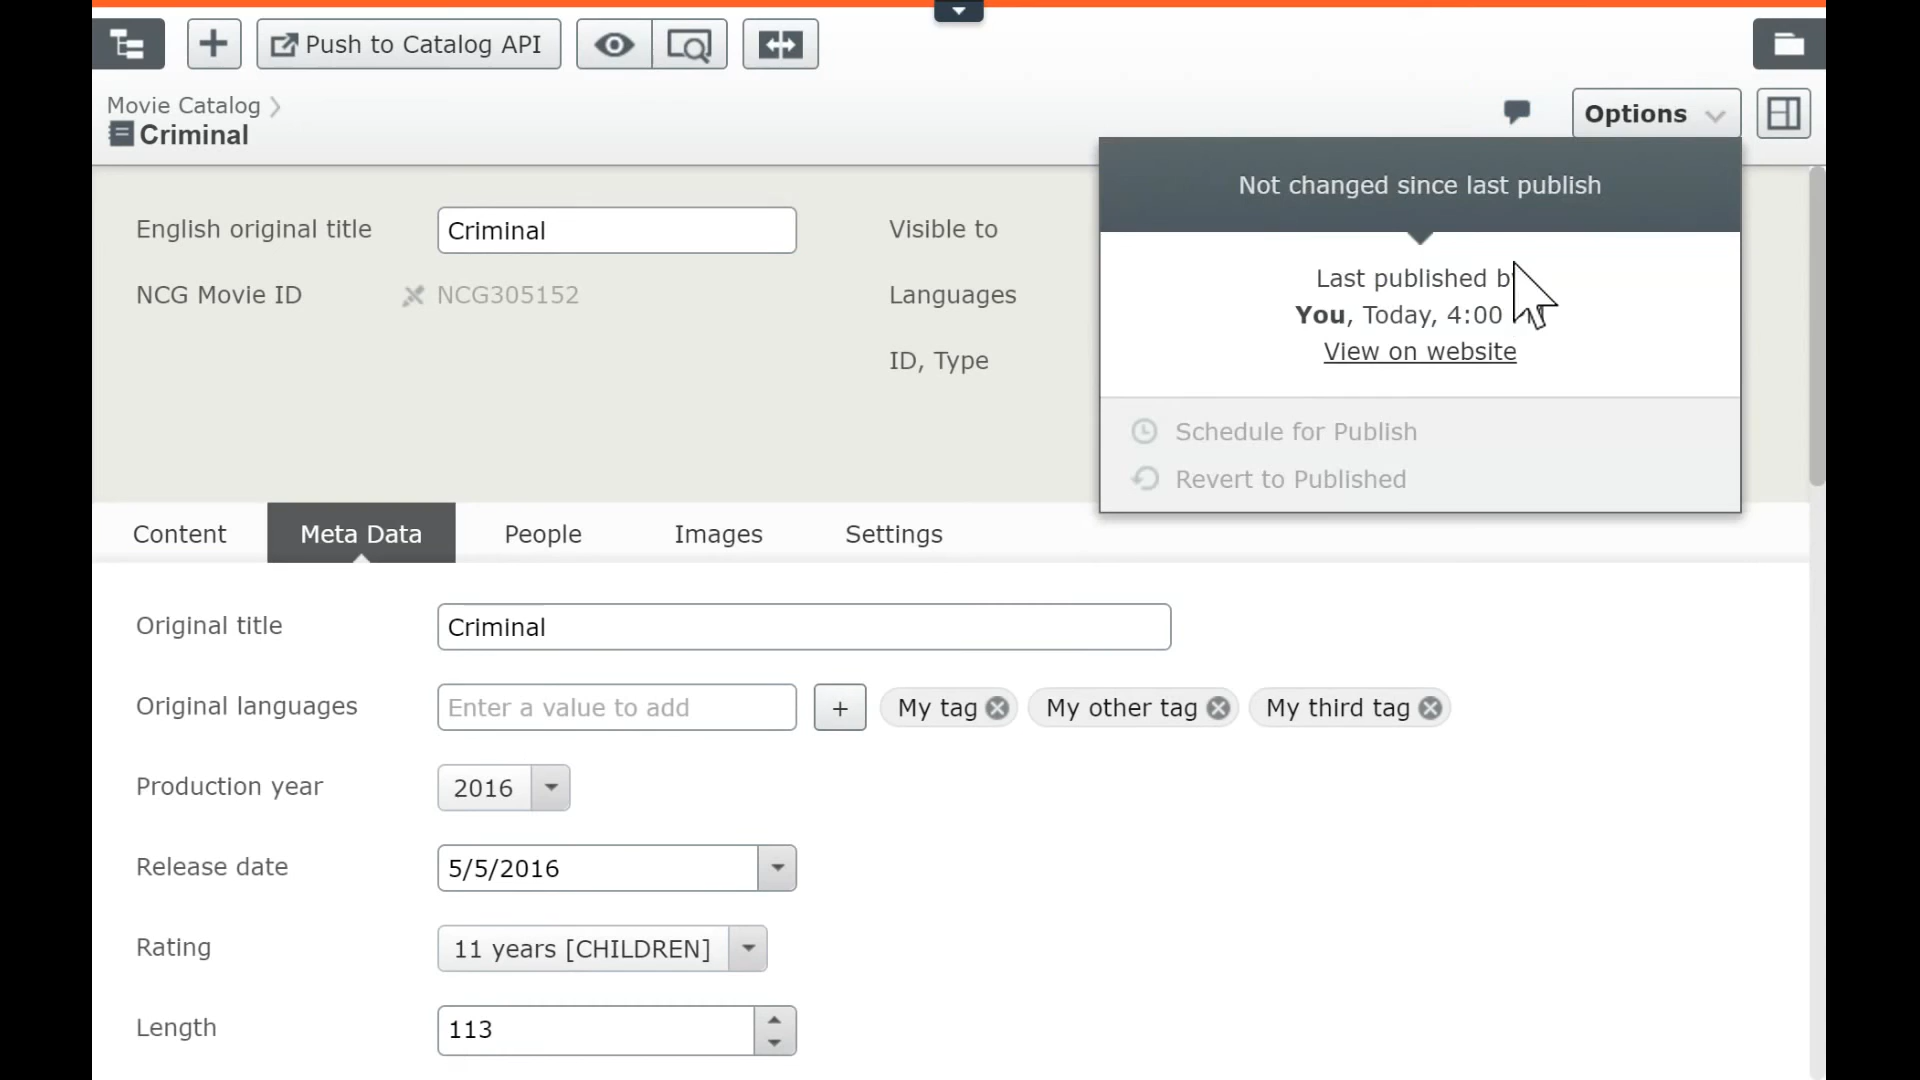 Push to Catalog API
Movie Catalog
Criminal
Options
Not changed since last publish
Last published
You, Today, 4:00
View on website
Schedule for Publish
Revert to Published
English original title
Criminal
Visible to
NCG Movie ID
NCG305152
Languages
ID, Type
Content
Meta Data
People
Images
Settings
Original title
Criminal
Original languages
Enter a value to add
+
My tag
My other tag
My third tag
Production year
2016
Release date
5/5/2016
Rating
11 years [CHILDREN]
Length
113